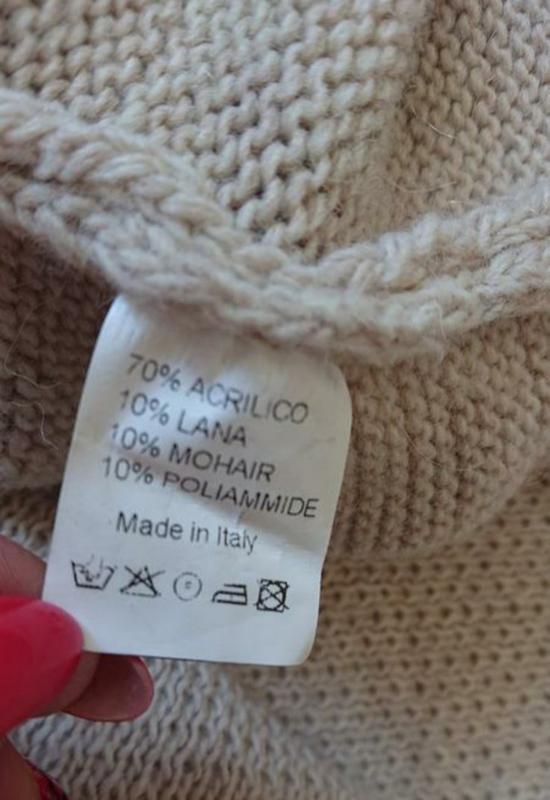 70% ACRILICO
10% LANA
10% MOHAIR
10% POLIAMMIDE
Made in Italy